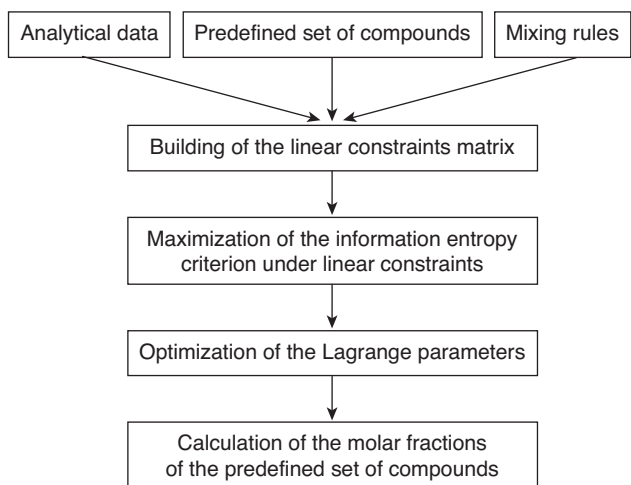 Analytical data
Predefined set of compounds
Mixing rules
Building of the linear constraints matrix
Maximization of the information entropy
criterion under linear constraints
Optimization of the Lagrange parameters
Calculation of the molar fractions
of the predefined set of compounds